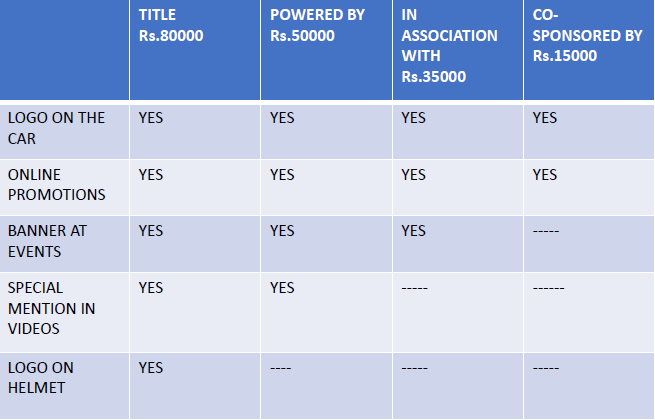 TITLE POWERED BY IN CO-
Rs.80000 Rs.50000 ASSOCIATION SPONSORED BY
WITH Rs.15000
Rs.35000
LOGO ON THE YES YES YES YES
CAR
ONLINE YES YES YES YES
PROMOTIONS
BANNER AT YES YES YES -----
EVENTS
SPECIAL YES YES ----- ------
MENTION IN
VIDEOS
LOGO ON YES ---- ----- -----
HELMET